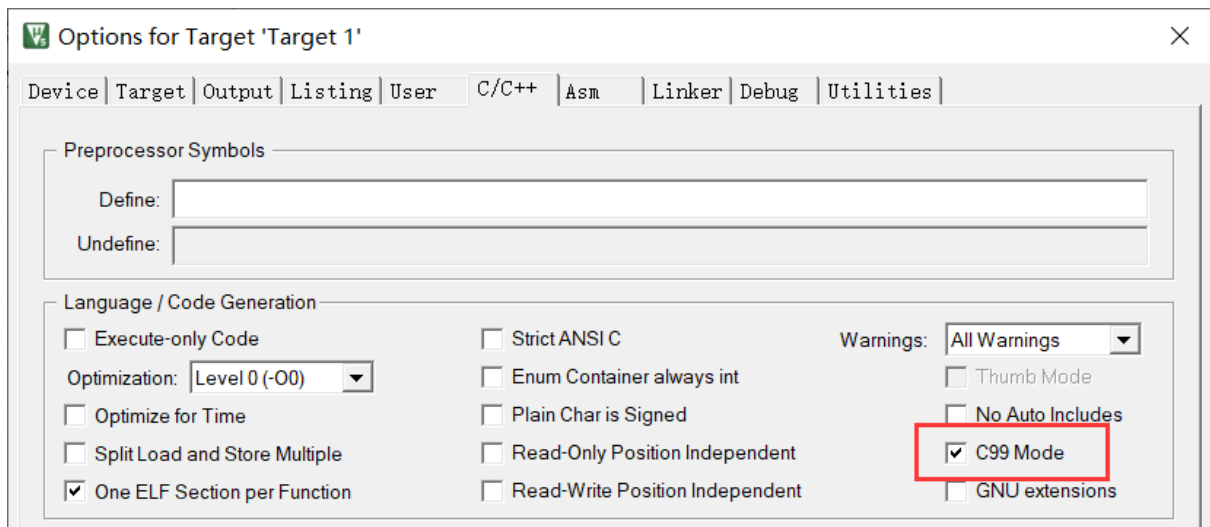 Options for Target 'Target 1'
Device Target Output Listing User C/C++ Asm Linker Debug Utilities
Preprocessor Symbols
Define:
Undefine:
Language / Code Generation
Execute-only Code Strict ANSI C Warnings: All Warnings
Optimization: Level 0 (-O0) Enum Container always int Thumb Mode
Optimize for Time Plain Char is Signed No Auto Includes
Split Load and Store Multiple Read-Only Position Independent C99 Mode
One ELF Section per Function Read-Write Position Independent GNU extensions